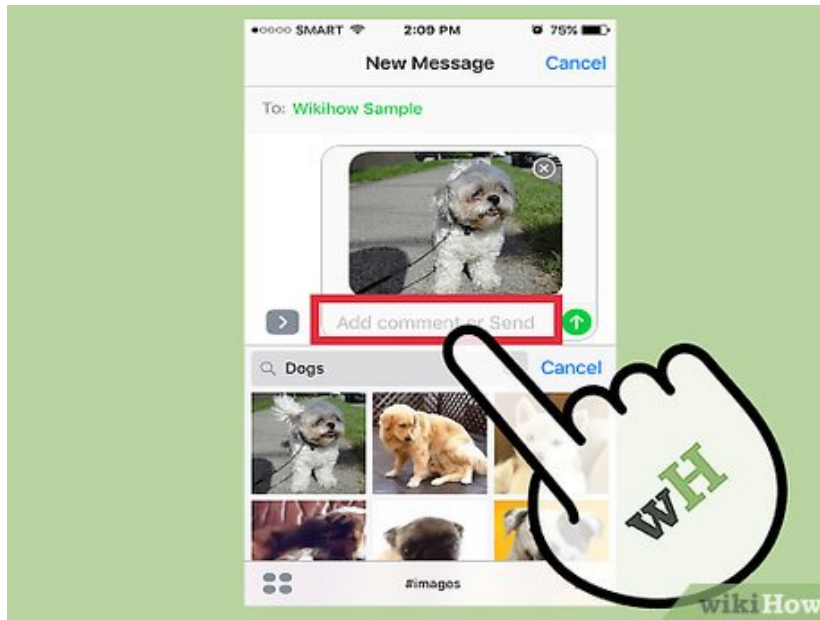 SMART 2:09 PM 75%
New Message Cancel
To: Wikihow Sample
Add comment or Send
Dogs Cancel
#images
wH
wikiHow